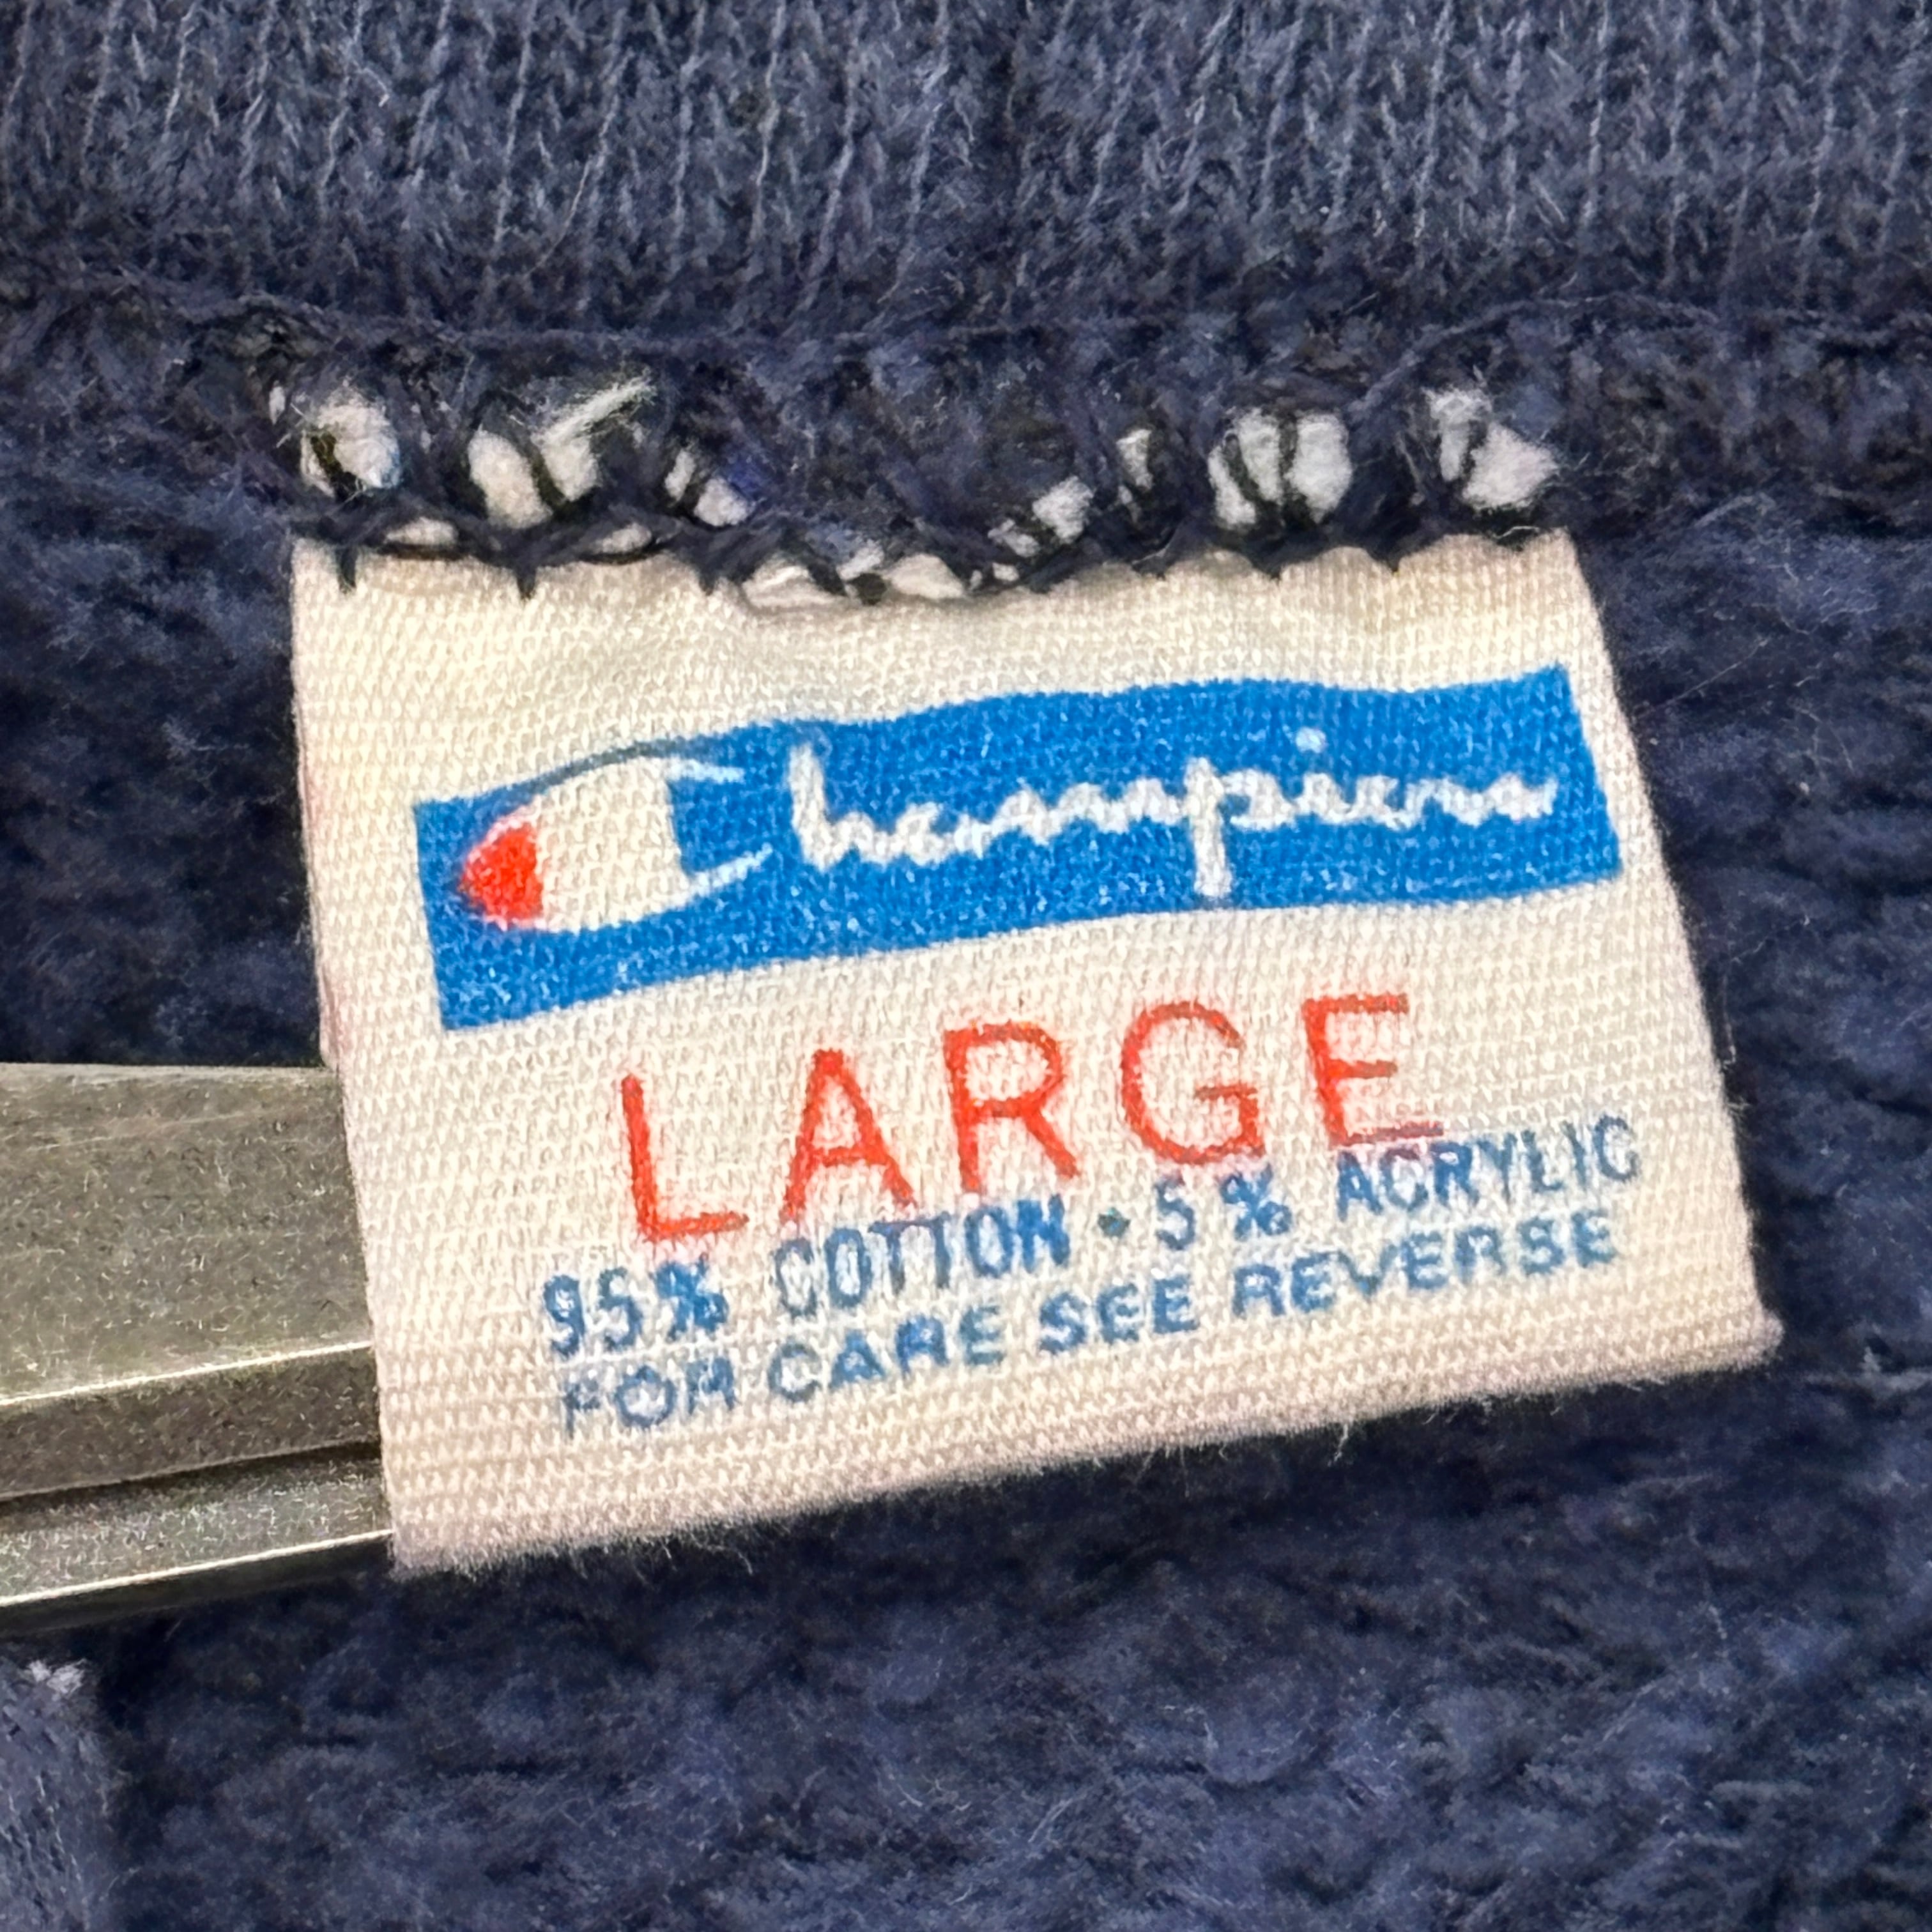 Champion
LARGE
95% COTTON • 5% ACRYLIC
FOR CARE SEE REVERSE